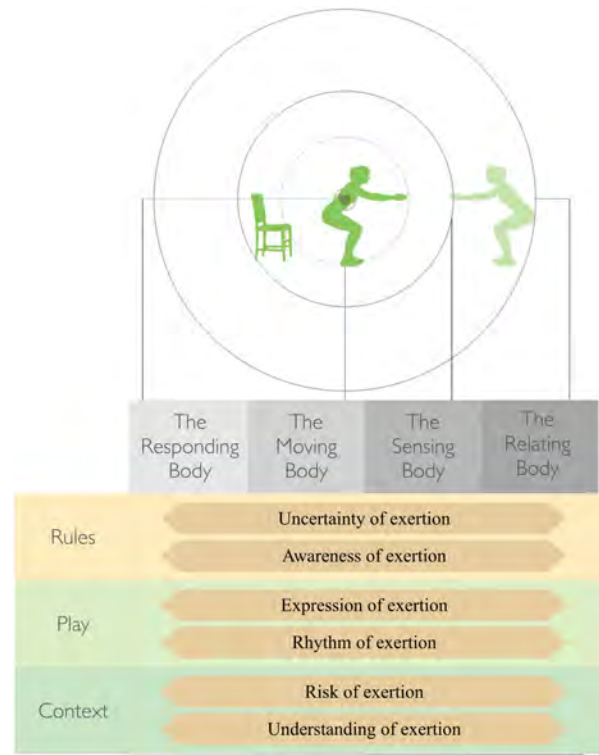 The Responding Body
The Moving Body
The Sensing Body
The Relating Body
Rules
Uncertainty of exertion
Awareness of exertion
Play
Expression of exertion
Rhythm of exertion
Context
Risk of exertion
Understanding of exertion